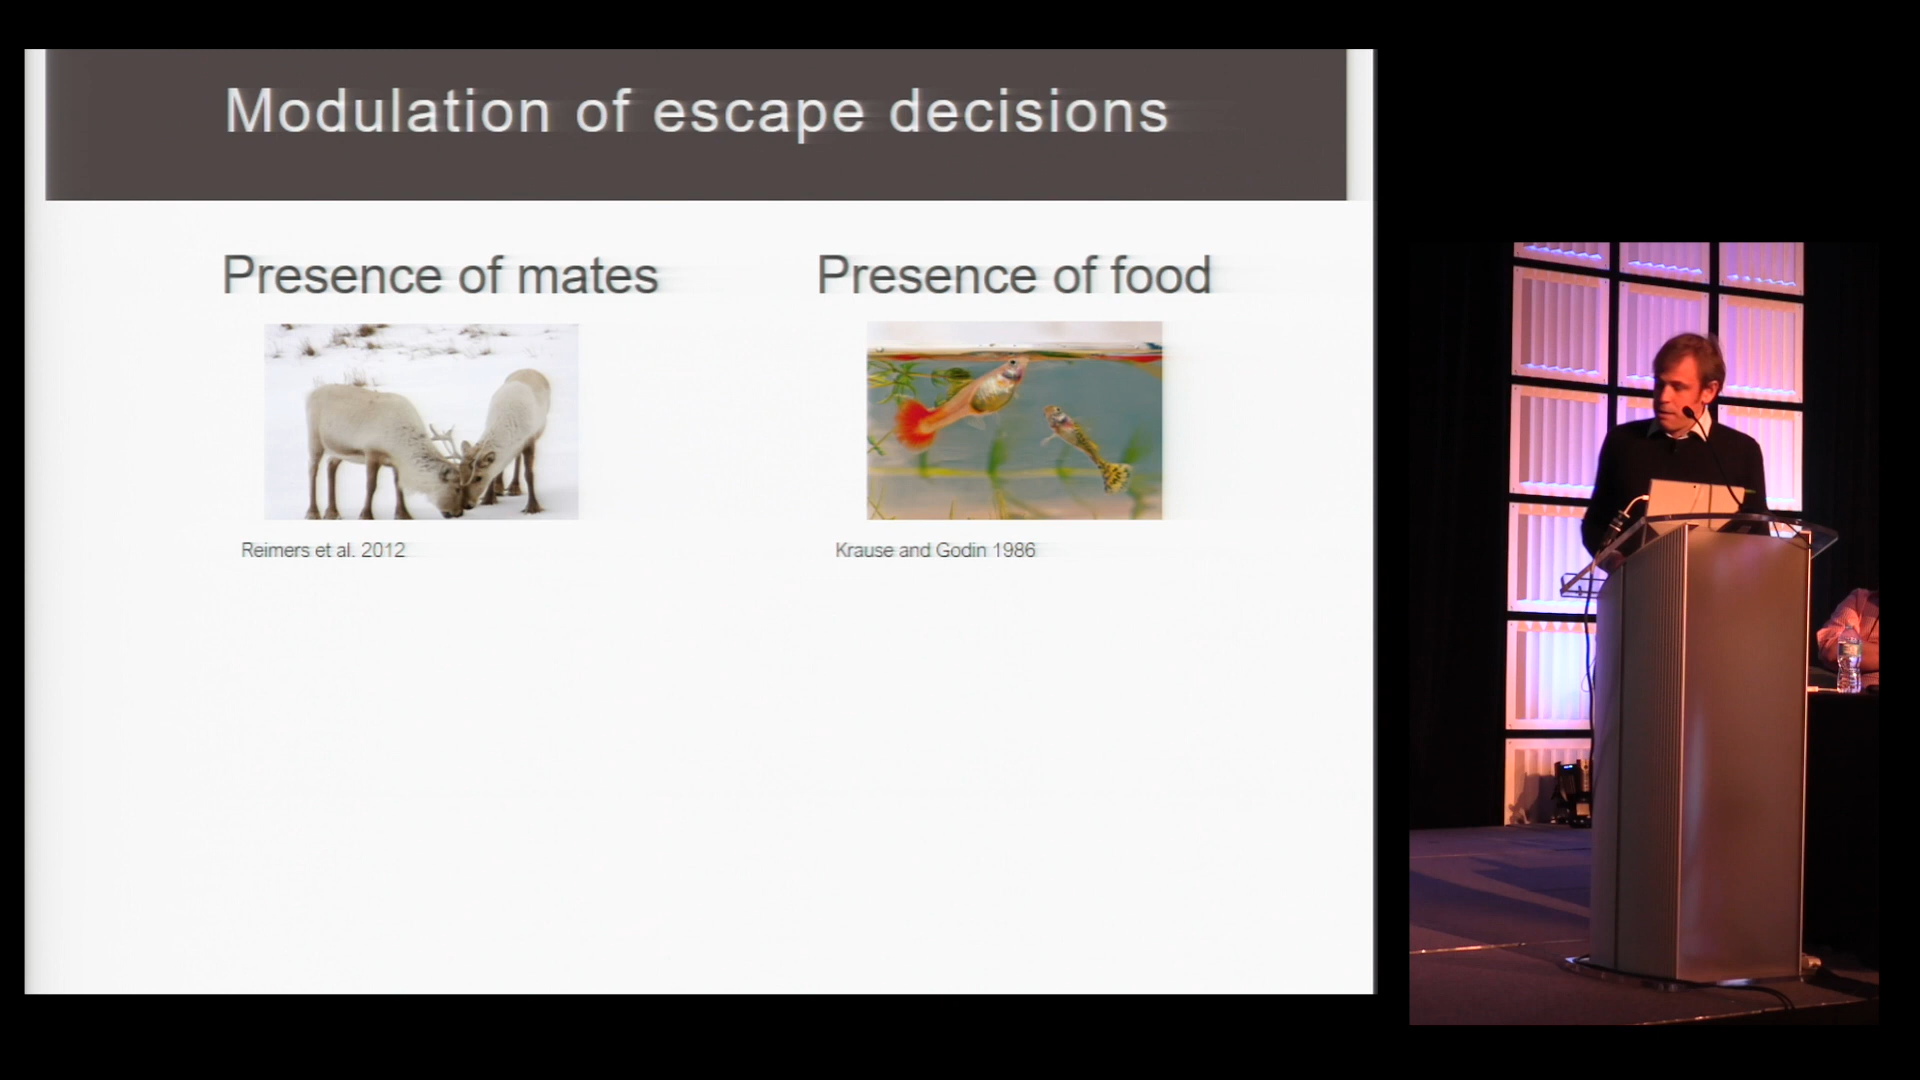 Modulation of escape decisions
Presence of mates
Presence of food
Reimers et al. 2012
Krause and Godin 1986